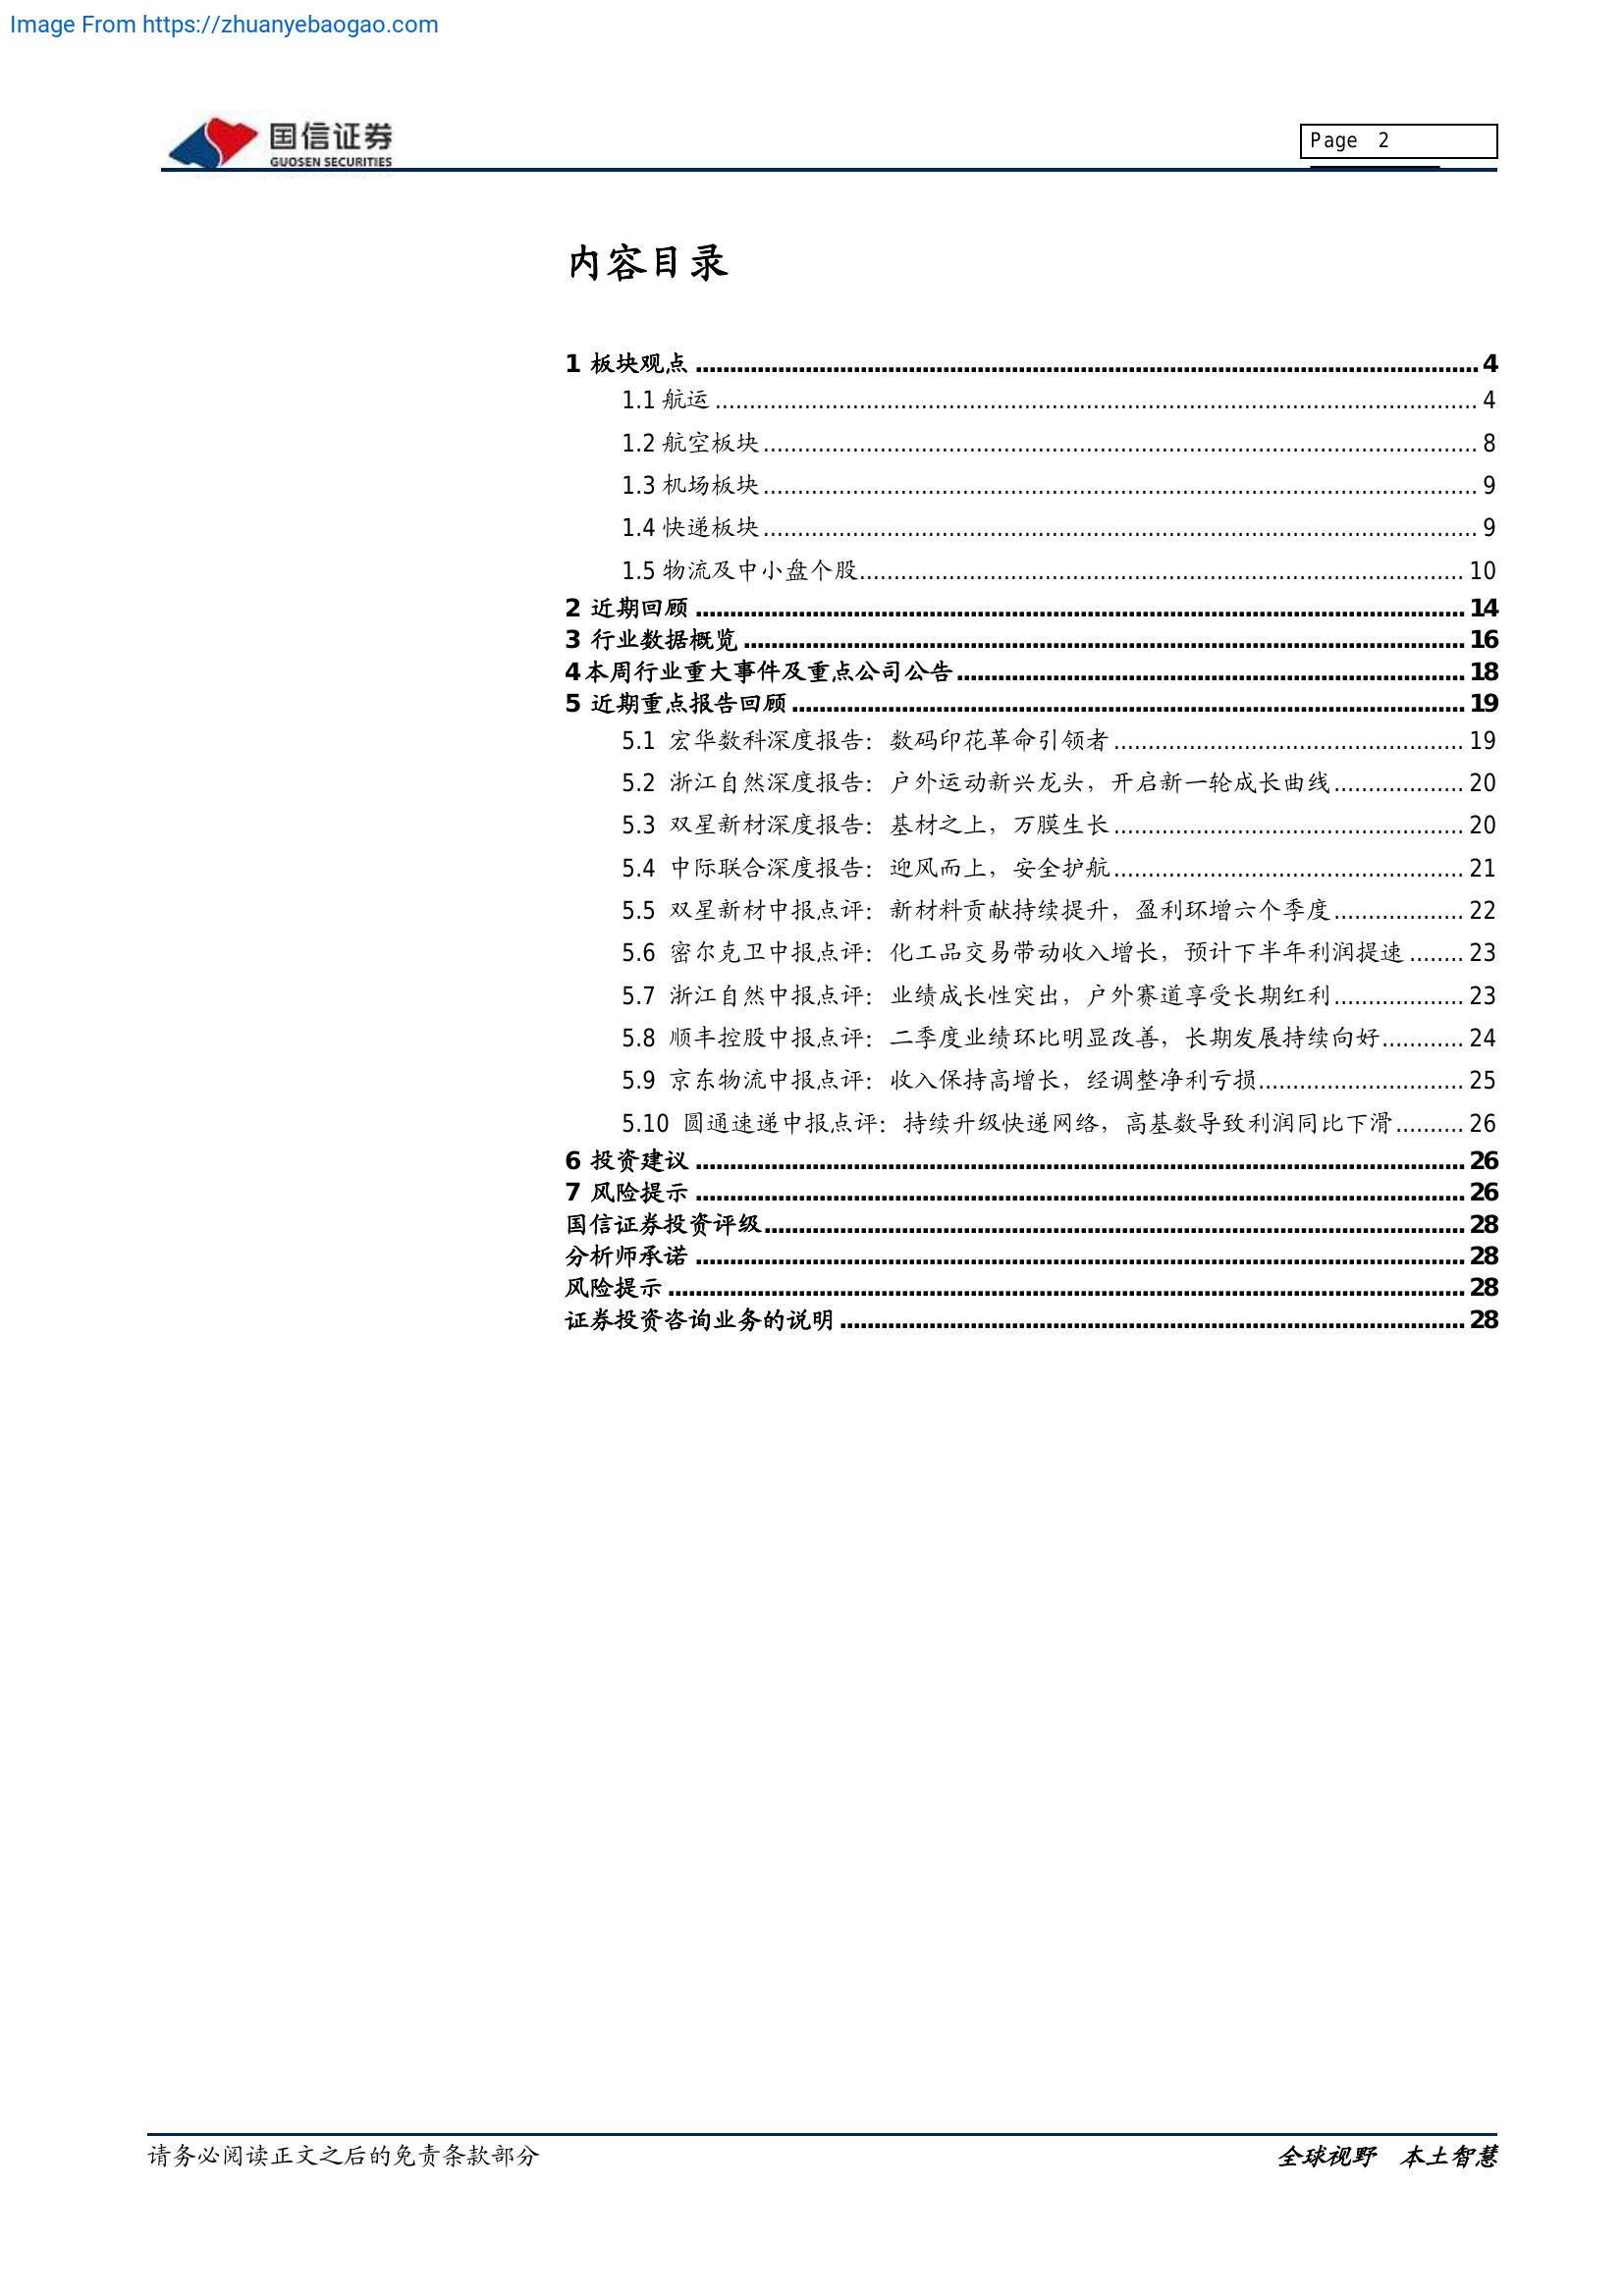 Image From https://zhuanyebaogao.com
国信证券
GUOSEN SECURITIES
Page 2
内容目录
1 板块观点 ........................................ 4
1.1 航运 ........................................ 4
1.2 航空板块 ........................................ 8
1.3 机场板块 ........................................ 9
1.4 快递板块 ........................................ 9
1.5 物流及中小盘个股 ........................................ 10
2 近期回顾 ........................................ 14
3 行业数据概览 ........................................ 16
4本周行业重大事件及重点公司公告 ........................................ 18
5 近期重点报告回顾 ........................................ 19
5.1 宏华数科深度报告：数码印花革命引领者 ........................................ 19
5.2 浙江自然深度报告：户外运动新兴龙头，开启新一轮成长曲线 ................... 20
5.3 双星新材深度报告：基材之上，万膜生长 ........................................ 20
5.4 中际联合深度报告：迎风而上，安全护航 ........................................ 21
5.5 双星新材中报点评：新材料贡献持续提升，盈利环增六个季度 ................... 22
5.6 密尔克卫中报点评：化工品交易带动收入增长，预计下半年利润提速 ........ 23
5.7 浙江自然中报点评：业绩成长性突出，户外赛道享受长期红利 ................... 23
5.8 顺丰控股中报点评：二季度业绩环比明显改善，长期发展持续向好 ............ 24
5.9 京东物流中报点评：收入保持高增长，经调整净利亏损 .............................. 25
5.10 圆通速递中报点评：持续升级快递网络，高基数导致利润同比下滑 .......... 26
6 投资建议 ........................................ 26
7 风险提示 ........................................ 26
国信证券投资评级 ........................................ 28
分析师承诺 ........................................ 28
风险提示 ........................................ 28
证券投资咨询业务的说明 ........................................ 28
请务必阅读正文之后的免责条款部分
全球视野 本土智慧